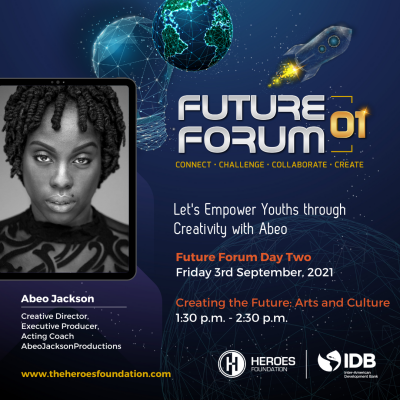 FUTURE
FORUM 01
CONNECT • CHALLENGE • COLLABORATE • CREATE
Let's Empower Youths through
Creativity with Abeo
Future Forum Day Two
Friday 3rd September, 2021
Creating the Future: Arts and Culture
1:30 p.m. - 2:30 p.m.
Abeo Jackson
Creative Director,
Executive Producer,
Acting Coach
AbeoJacksonProductions
www.theheroesfoundation.com
H
HEROES
FOUNDATION
IDB
Inter-American
Development Bank